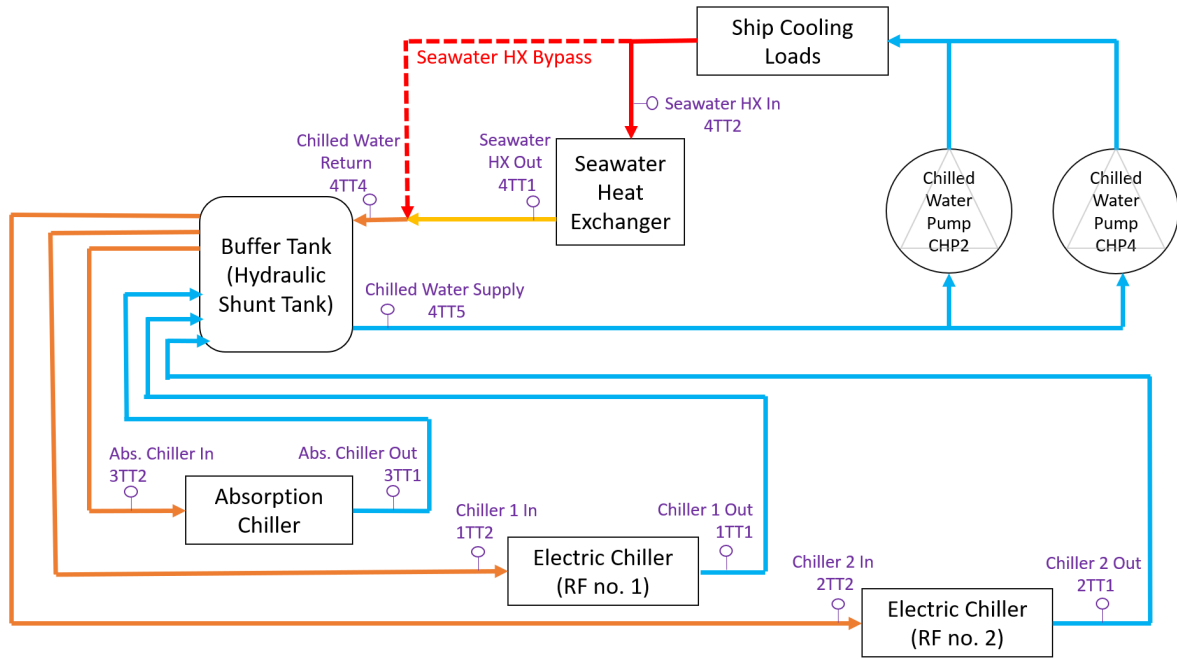 Ship Cooling
Loads
Seawater HX Bypass
Seawater HX In
4TT2
Chilled Water
Return
4TT4
Seawater
HX Out
4TT1
Seawater
Heat
Exchanger
Chilled
Water
Pump
CHP2
Chilled
Water
Pump
CHP4
Buffer Tank
(Hydraulic
Shunt Tank)
Chilled Water Supply
4TT5
Abs. Chiller In
3TT2
Abs. Chiller Out
3TT1
Absorption
Chiller
Chiller 1 In
1TT2
Chiller 1 Out
1TT1
Electric Chiller
(RF no. 1)
Chiller 2 In
2TT2
Chiller 2 Out
2TT1
Electric Chiller
(RF no. 2)